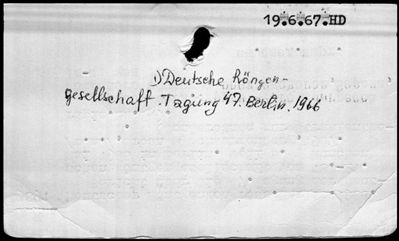 19.6.67.HD
1) Deutsche Röngen-
gesellschaft. Tagung 47. Berlin. 1966